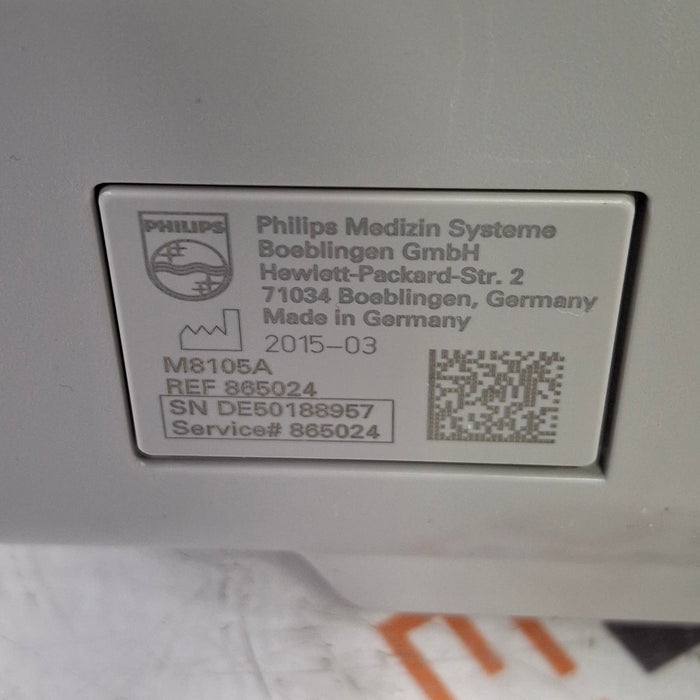 PHILIPS
Philips Medizin Systeme
Boeblingen GmbH
Hewlett-Packard-Str. 2
71034 Boeblingen, Germany
Made in Germany
2015-03
M8105A
REF 865024
SN DE50188957
Service# 865024